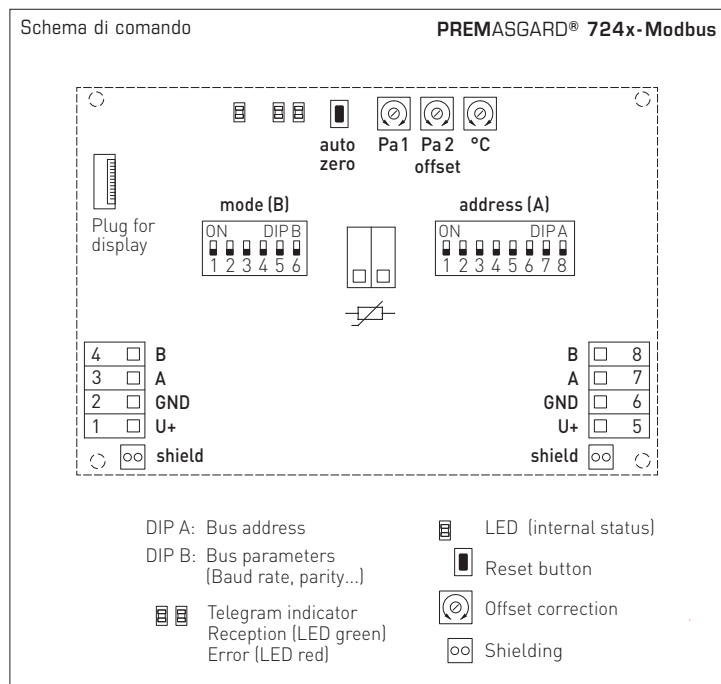 Schema di comando
PREMASGARD® 724x-Modbus
auto zero
Pa 1
Pa 2
offset
°C
Plug for
display
mode (B)
ON DIP B
1 2 3 4 5 6
address (A)
ON DIP A
1 2 3 4 5 6 7 8
4 B
3 A
2 GND
1 U+
shield
B 8
A 7
GND 6
U+ 5
shield
DIP A: Bus address
DIP B: Bus parameters
(Baud rate, parity...)
Telegram indicator
Reception (LED green)
Error (LED red)
LED (internal status)
Reset button
Offset correction
Shielding